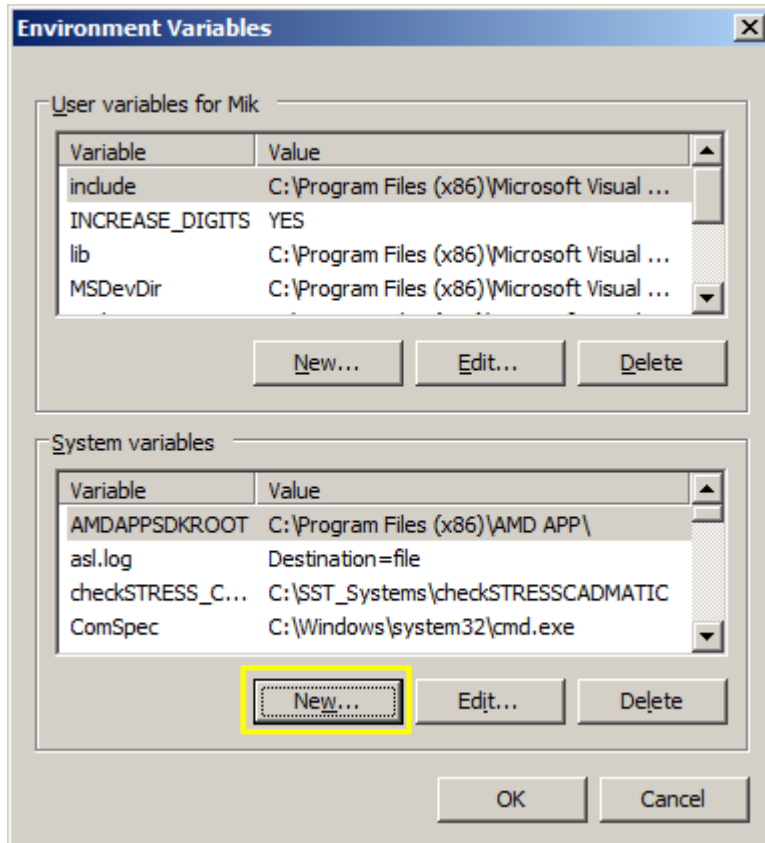 Environment Variables
User variables for Mik
Variable Value
include C:\Program Files (x86)\Microsoft Visual ...
INCREASE_DIGITS YES
lib C:\Program Files (x86)\Microsoft Visual ...
MSDevDir C:\Program Files (x86)\Microsoft Visual ...
New... Edit... Delete
System variables
Variable Value
AMDAPPSDKROOT C:\Program Files (x86)\AMD APP\
asl.log Destination=file
checkSTRESS_C... C:\SST_Systems\checkSTRESSCADMATIC
ComSpec C:\Windows\system32\cmd.exe
New... Edit... Delete
OK Cancel